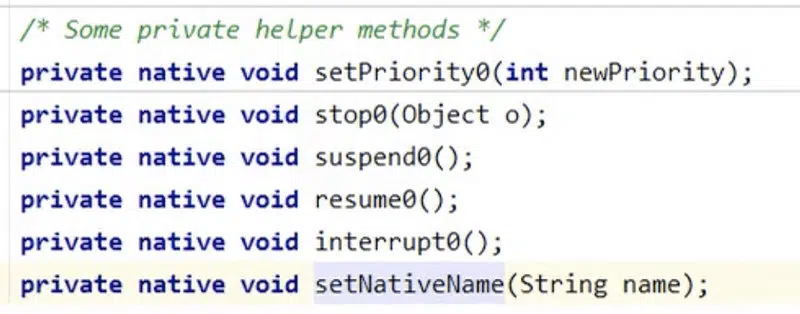 /* Some private helper methods */
private native void setPriority0(int newPriority);
private native void stop0(Object o);
private native void suspend0();
private native void resume0();
private native void interrupt0();
private native void setNativeName(String name);